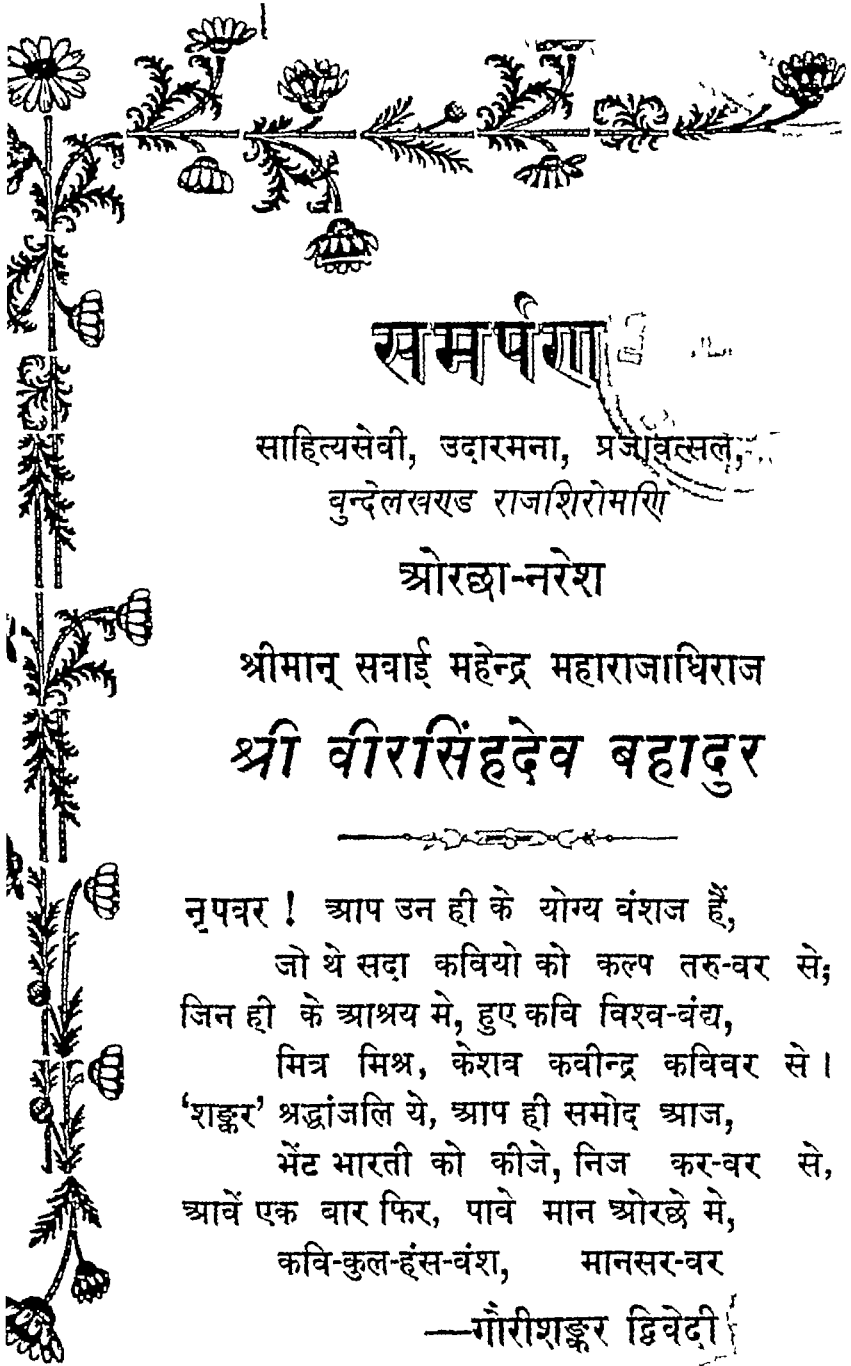 समर्पण
साहित्यसेवी, उदारमना, प्रजावत्सल,
बुन्देलखण्ड राजशिरोमणि
ओरछा-नरेश
श्रीमान् सवाई महेन्द्र महाराजाधिराज
श्री वीरसिंहदेव बहादुर
नृपवर ! आप उन ही के योग्य वंशज हैं,
जो थे सदा कवियो को कल्प तरु-वर से;
जिन ही के आश्रय मे, हुए कवि विश्व-वंद्य,
मित्र मिश्र, केशव कवीन्द्र कविवर से ।
‘शङ्कर’ श्रद्धांजलि ये, आप ही समोद आज,
भेंट भारती को कीजे, निज कर-वर से,
आवें एक बार फिर, पावे मान ओरछे मे,
कवि-कुल-हंस-वंश, मानसर-वर
—गौरीशङ्कर द्विवेदी